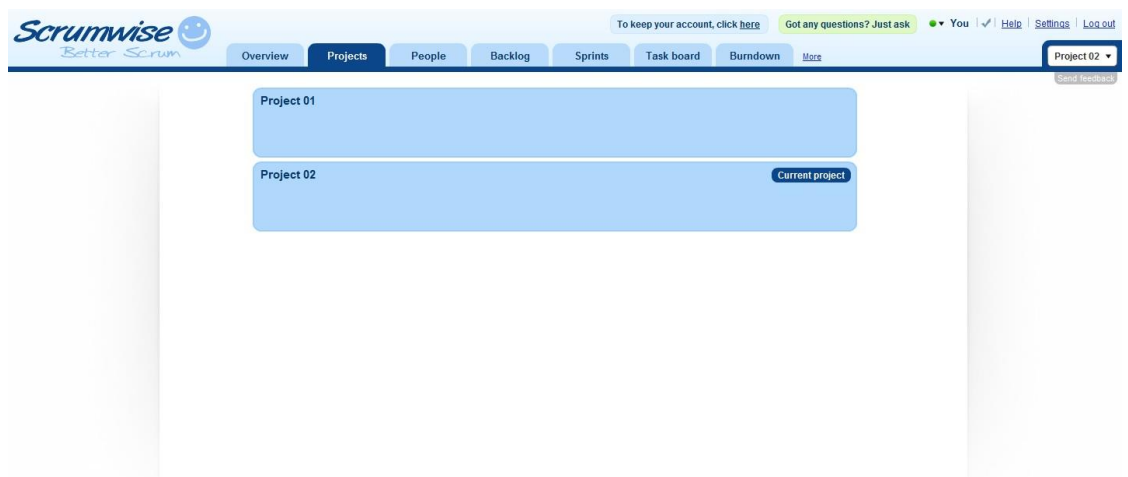 Scrumwise
Better Scrum
To keep your account, click here
Got any questions? Just ask
You
Help
Settings
Log out
Overview
Projects
People
Backlog
Sprints
Task board
Burndown
More
Project 02
Send feedback
Project 01
Project 02
Current project